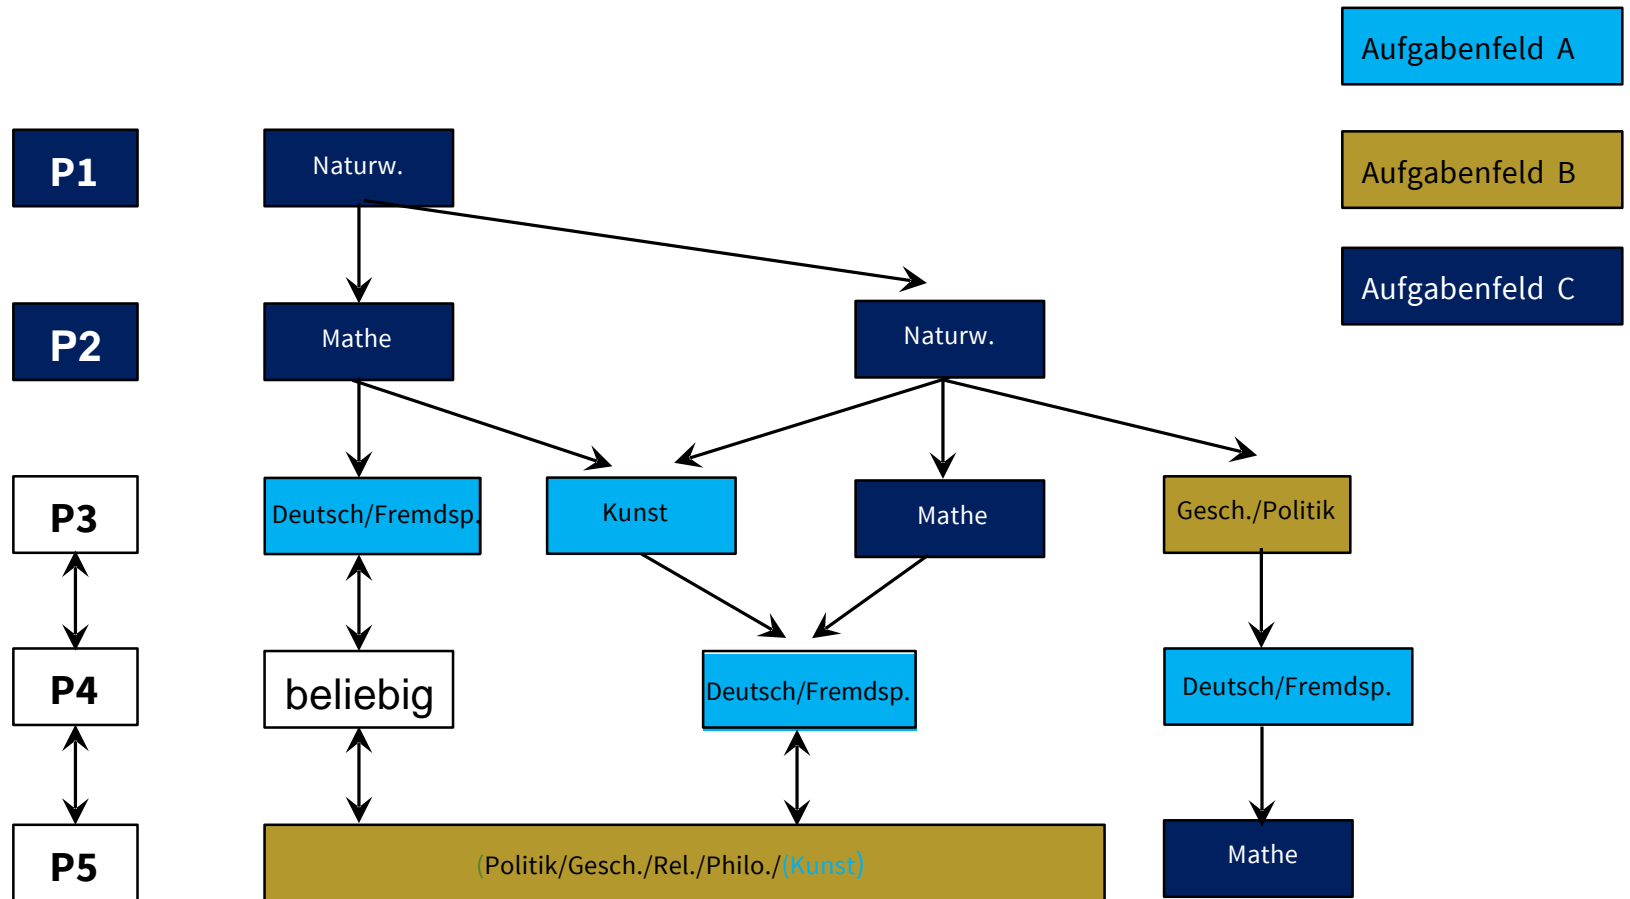 Aufgabenfeld A
P1
Naturw.
Aufgabenfeld B
Aufgabenfeld C
P2
Mathe
Naturw.
P3
Deutsch/Fremdsp.
Kunst
Mathe
Gesch./Politik
P4
beliebig
Deutsch/Fremdsp.
Deutsch/Fremdsp.
P5
(Politik/Gesch./Rel./Philo./(Kunst)
Mathe